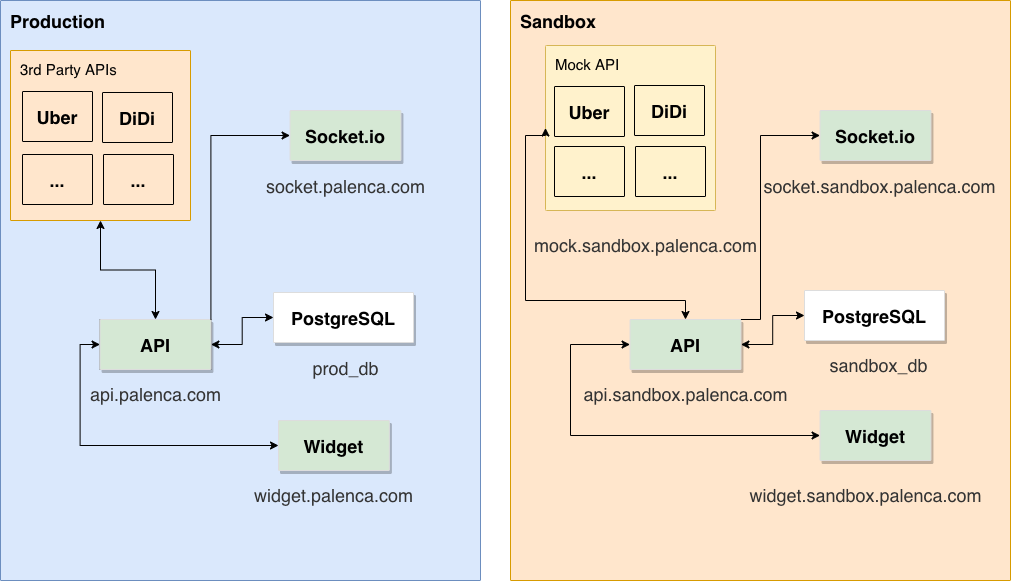 Production
3rd Party APIs
Uber
DiDi
...
...
Socket.io
socket.palenca.com
PostgreSQL
prod_db
API
api.palenca.com
Widget
widget.palenca.com
Sandbox
Mock API
Uber
DiDi
...
...
mock.sandbox.palenca.com
Socket.io
socket.sandbox.palenca.com
PostgreSQL
sandbox_db
API
api.sandbox.palenca.com
Widget
widget.sandbox.palenca.com